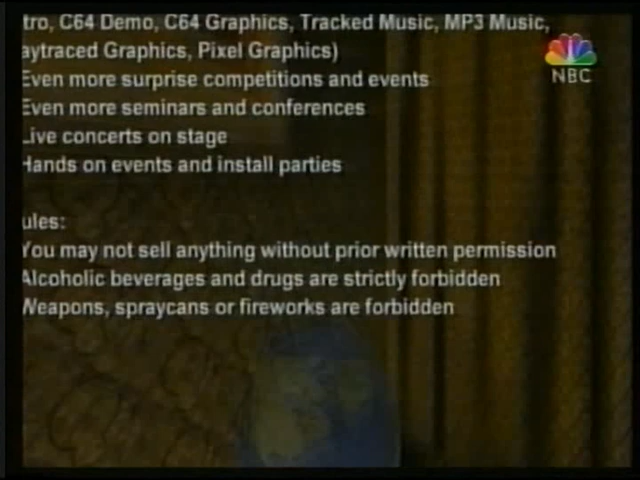 tro, C64 Demo, C64 Graphics, Tracked Music, MP3 Music,
aytraced Graphics, Pixel Graphics)
Even more surprise competitions and events
Even more seminars and conferences
Live concerts on stage
Hands on events and install parties
ules:
You may not sell anything without prior written permission
Alcoholic beverages and drugs are strictly forbidden
Weapons, spraycans or fireworks are forbidden
NBC